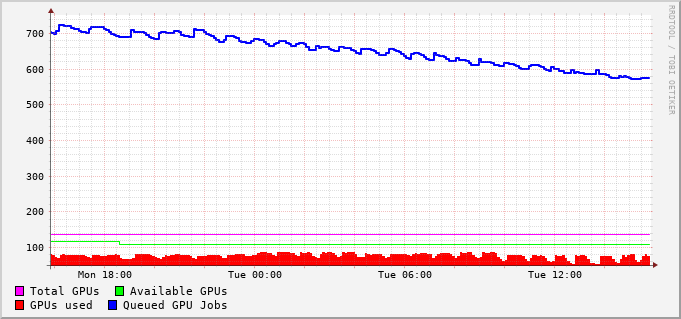 700
600
500
400
300
200
100
Mon 18:00 Tue 00:00 Tue 06:00 Tue 12:00
Total GPUs Available GPUs
GPUs used Queued GPU Jobs
RRDTOOL / TOBI OETIKER